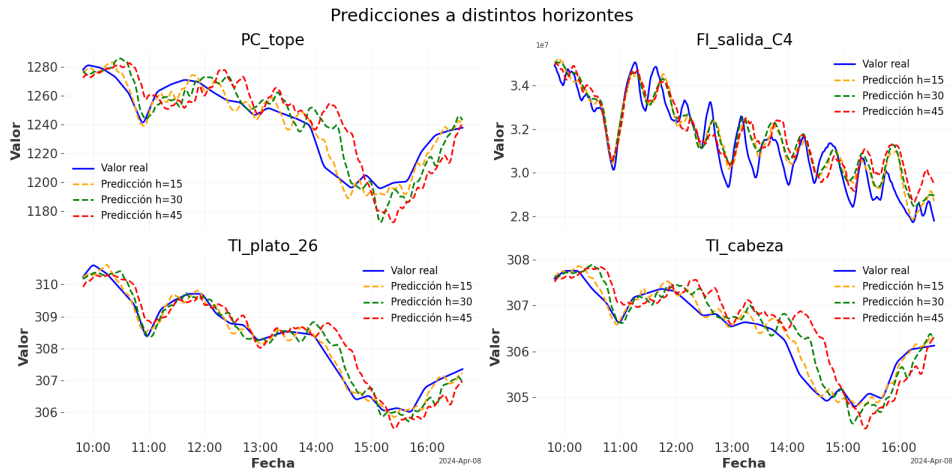 Predicciones a distintos horizontes
PC_tope
1280
1260
1240
1220
1200
1180
Valor
Valor real
Predicción h=15
Predicción h=30
Predicción h=45
FI_salida_C4
1e7
3.4
3.2
3.0
2.8
Valor
Valor real
Predicción h=15
Predicción h=30
Predicción h=45
TI_plato_26
310
309
308
307
306
Valor
Valor real
Predicción h=15
Predicción h=30
Predicción h=45
10:00 11:00 12:00 13:00 14:00 15:00 16:00
Fecha
2024-Apr-08
TI_cabeza
308
307
306
305
Valor
Valor real
Predicción h=15
Predicción h=30
Predicción h=45
10:00 11:00 12:00 13:00 14:00 15:00 16:00
Fecha
2024-Apr-08